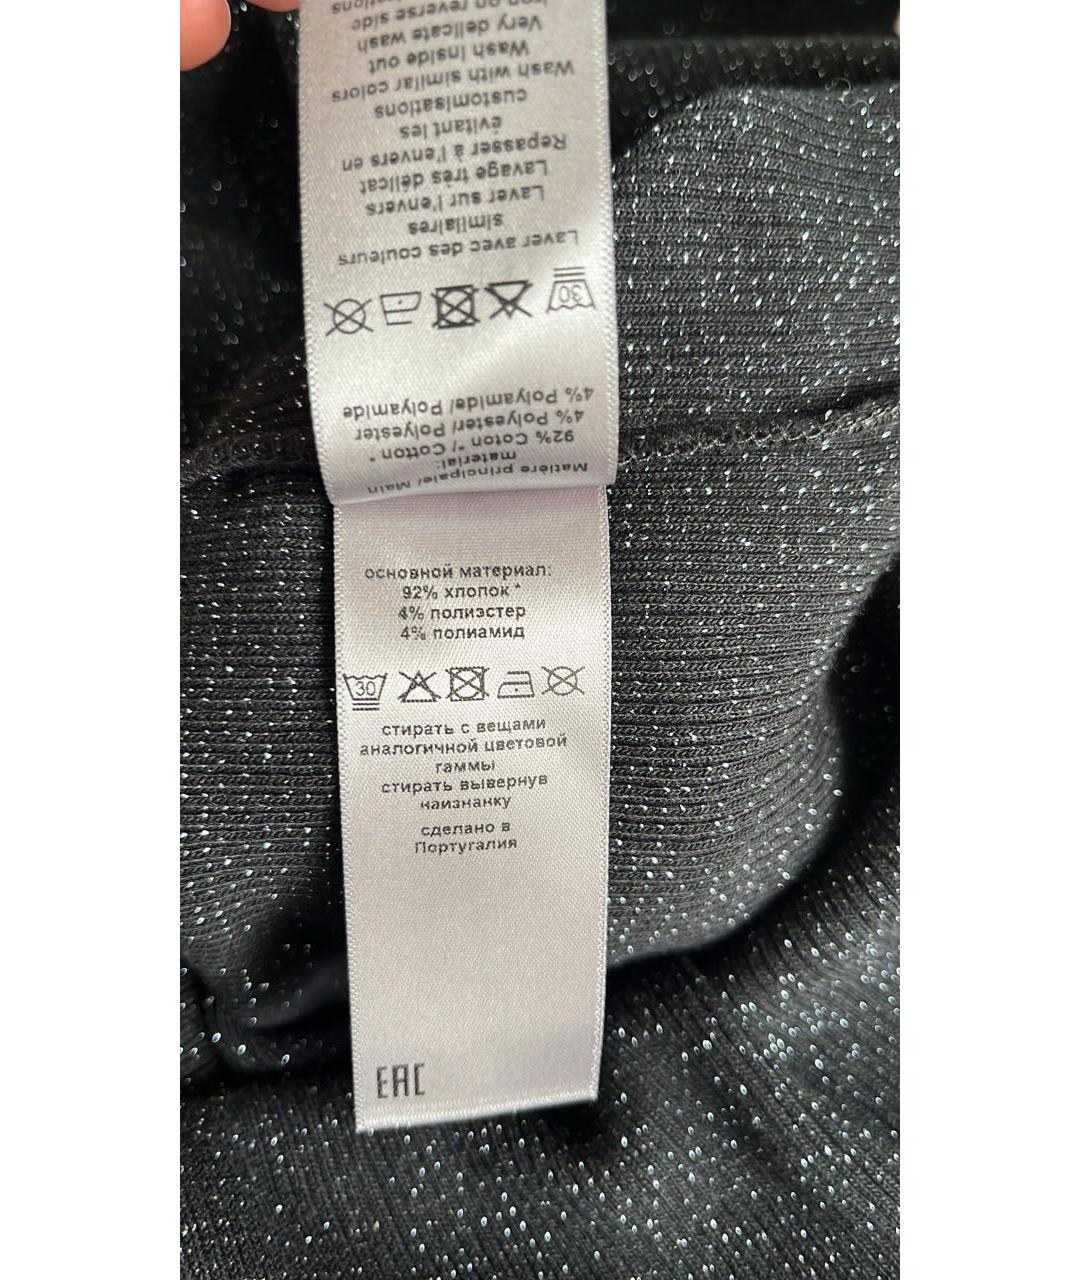 Matière principale/ Main
material:
92% Coton */ Cotton *
4% Polyester/ Polyester
4% Polyamide/ Polyamide
30
Laver avec des couleurs
similaires
Laver sur l'envers
Lavage très délicat
Repasser à l'envers en
évitant les
customisations
Wash with similar colors
Wash inside out
Very delicate wash
Iron on reverse side
основной материал:
92% хлопок *
4% полиэстер
4% полиамид
30
стирать с вещами
аналогичной цветовой
гаммы
стирать вывернув
наизнанку
сделано в
Португалия
EAC